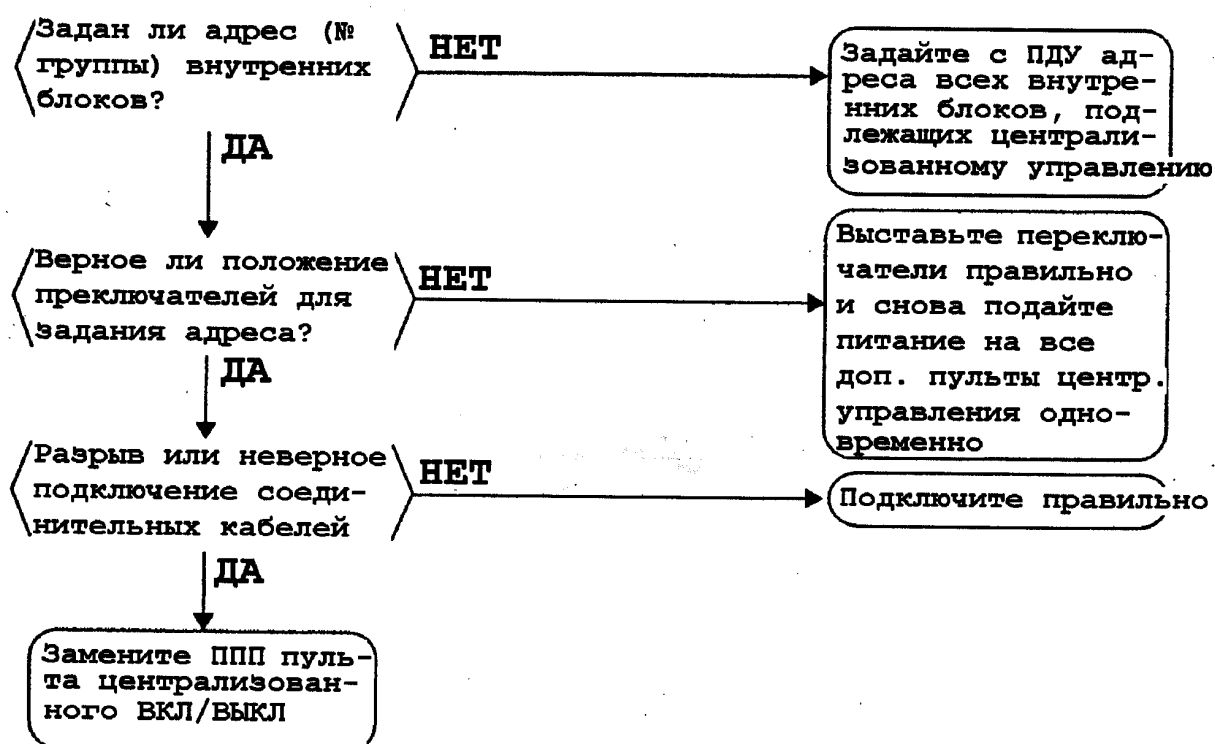 Задан ли адрес (№
группы) внутренних
блоков?
НЕТ
Задайте с ПДУ ад-
реса всех внутре-
нних блоков, под-
лежащих централи-
зованному управлению
ДА
Верное ли положение
преключателей для
задания адреса?
НЕТ
Выставьте переклю-
чатели правильно
и снова подайте
питание на все
доп. пульты центр.
управления одно-
временно
ДА
Разрыв или неверное
подключение соеди-
нительных кабелей
НЕТ
Подключите правильно
ДА
Замените ППП пуль-
та централизован-
ного ВКЛ/ВЫКЛ